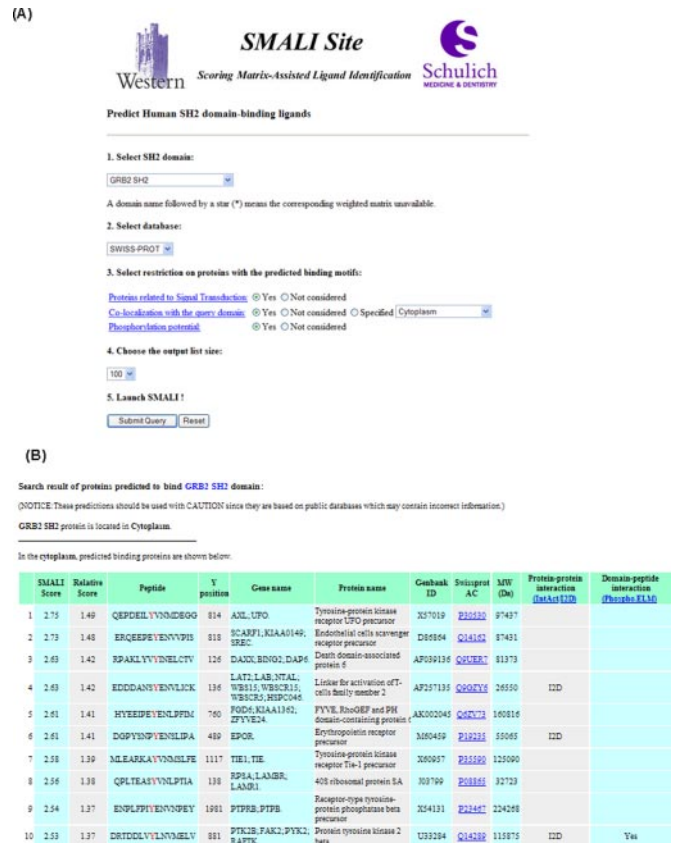 (A)
Western
SMALI Site
Scoring Matrix-Assisted Ligand Identification
Schulich
MEDICINE & DENTISTRY
Predict Human SH2 domain-binding ligands
1. Select SH2 domain:
GRB2 SH2
A domain name followed by a star (*) means the corresponding weighted matrix unavailable.
2. Select database:
SWISS-PROT
3. Select restriction on proteins with the predicted binding motifs:
Proteins related to Signal Transduction: Yes Not considered
Co-localization with the query domain: Yes Not considered Specified Cytoplasm
Phosphorylation potential: Yes Not considered
4. Choose the output list size:
100
5. Launch SMALI !
Submit Query Reset
(B)
Search result of proteins predicted to bind GRB2 SH2 domain:
(NOTICE: These predictions should be used with CAUTION since they are based on public databases which may contain incorrect information.)
GRB2 SH2 protein is located in Cytoplasm.
In the cytoplasm, predicted binding proteins are shown below.
SMALI Score Relative Score Peptide Y position Gene name Protein name Genbank ID Swissprot AC MW (Da) Protein-protein interaction (IntAct/I2D) Domain-peptide interaction (Phospho.ELM)
1 2.75 1.49 QEPDEILYVNMDEGG 814 AXL;UFO. Tyrosine-protein kinase receptor UFO precursor X57019 P30530 97437
2 2.73 1.48 ERQEEPEYENVVPIS 818 SCARF1;KIAA0149;SREC. Endothelial cells scavenger receptor precursor D86864 Q14162 87431
3 2.63 1.42 RPAKLYVYINELCTV 126 DAXX;BING2;DAP6. Death domain-associated protein 6 AF039136 Q9UER7 81373
4 2.63 1.42 EDDDANSYENVLICK 136 LAT2;LAB;NTAL;WBS15;WBSCR15;WBSCR5;HSPC046. Linker for activation of T-cells family member 2 AF257135 Q9GZY6 26550 I2D
5 2.61 1.41 HYEEIPEYENLPFIM 760 FGD6;KIAA1362;ZFYVE24. FYVE, RhoGEF and PH domain-containing protein AK002045 Q6ZV73 160816
6 2.61 1.41 DGPYSNPYENSLIPA 489 EPOR. Erythropoietin receptor precursor M60459 P19235 55065 I2D
7 2.58 1.39 MLEARKAYVNMSLFE 1117 TIE1;TIE. Tyrosine-protein kinase receptor Tie-1 precursor X60957 P35590 125090
8 2.56 1.38 QPLTEASYVNLPTIA 138 RPSA;LAMBR;LAMR1. 40S ribosomal protein SA J03799 P08865 32723
9 2.54 1.37 ENPLFPIYENVNPEY 1981 PTPRB;PTPB. Receptor-type tyrosine-protein phosphatase beta precursor X54131 P23467 224268
10 2.53 1.37 DRTDDLVYLNVMELV 881 PTK2B;FAK2;PYK2;RAFTK. Protein tyrosine kinase 2 beta U33284 Q14289 115875 I2D Yes